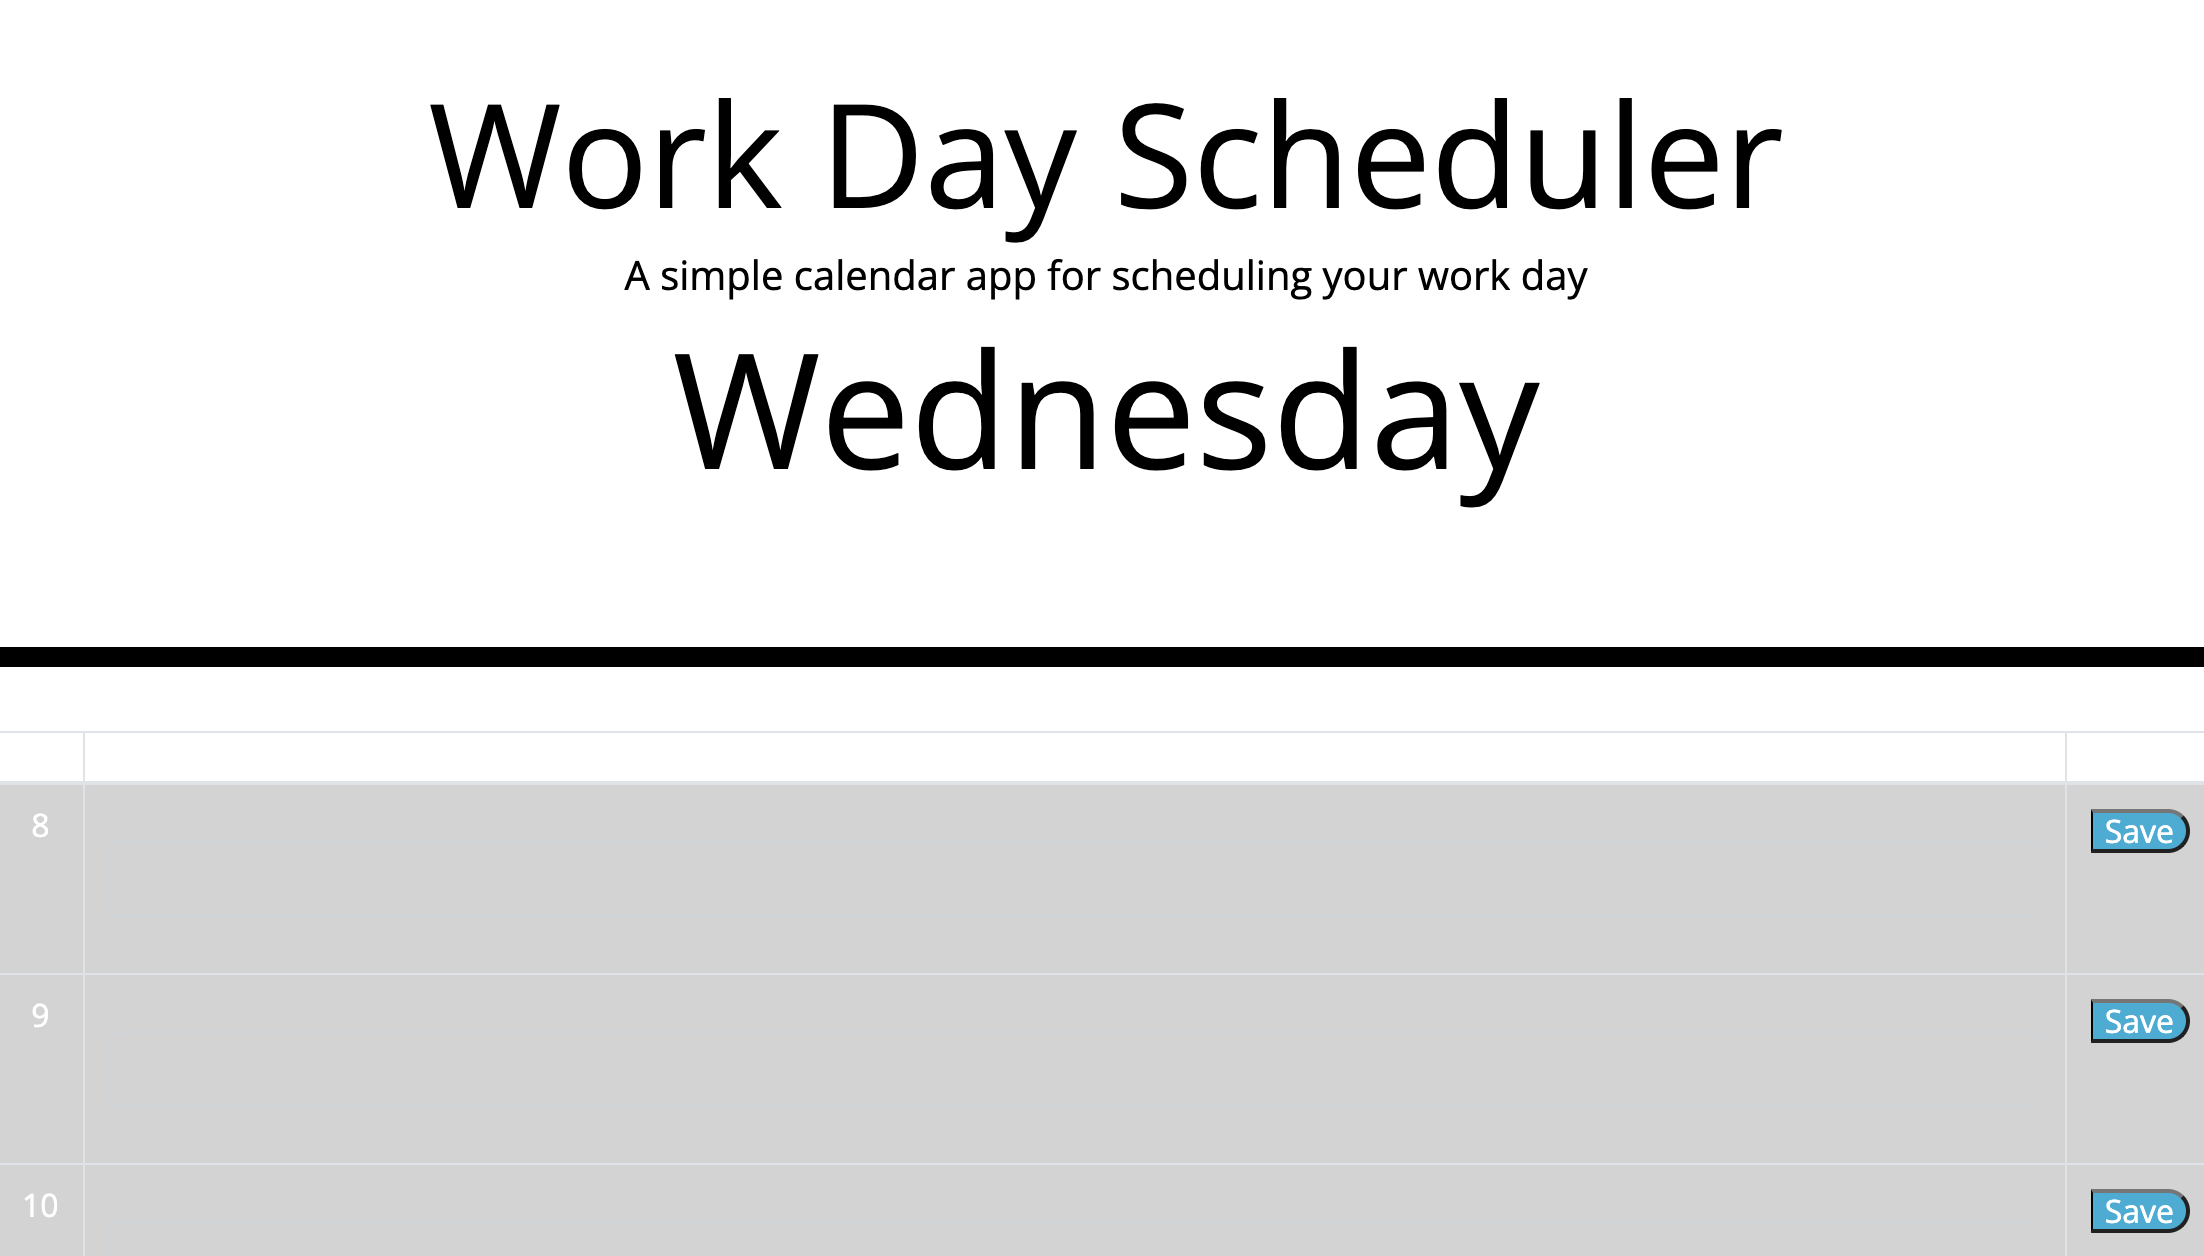 Work Day Scheduler
A simple calendar app for scheduling your work day
Wednesday
8 Save
9 Save
10 Save